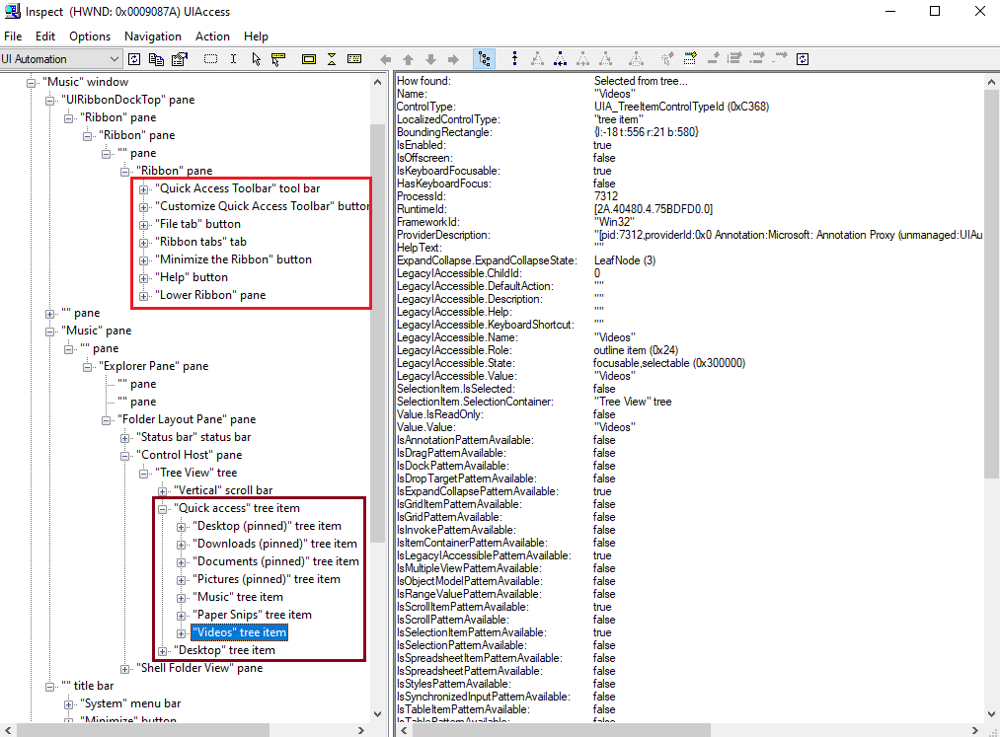 Inspect (HWND: 0x0009087A) UIAccess
File Edit Options Navigation Action Help
UI Automation
"Music" window
"UIRibbonDockTop" pane
"Ribbon" pane
"Ribbon" pane
"" pane
"Ribbon" pane
"Quick Access Toolbar" tool bar
"Customize Quick Access Toolbar" button
"File tab" button
"Ribbon tabs" tab
"Minimize the Ribbon" button
"Help" button
"Lower Ribbon" pane
"" pane
"Music" pane
"" pane
"Explorer Pane" pane
"" pane
"" pane
"Folder Layout Pane" pane
"Status bar" status bar
"Control Host" pane
"Tree View" tree
"Vertical" scroll bar
"Quick access" tree item
"Desktop (pinned)" tree item
"Downloads (pinned)" tree item
"Documents (pinned)" tree item
"Pictures (pinned)" tree item
"Music" tree item
"Paper Snips" tree item
"Videos" tree item
"Desktop" tree item
"Shell Folder View" pane
"" title bar
"System" menu bar
"Minimize" button
How found: Selected from tree...
Name: "Videos"
ControlType: UIA_TreeItemControlTypeId (0xC368)
LocalizedControlType: "tree item"
BoundingRectangle: {l:-18 t:556 r:21 b:580}
IsEnabled: true
IsOffscreen: false
IsKeyboardFocusable: true
HasKeyboardFocus: false
ProcessId: 7312
RuntimeId: [2A.40480.4.75BDFD0.0]
FrameworkId: "Win32"
ProviderDescription: "[pid:7312,providerId:0x0 Annotation:Microsoft: Annotation Proxy (unmanaged:UIAu
HelpText: ""
ExpandCollapse.ExpandCollapseState: LeafNode (3)
LegacyIAccessible.ChildId: 0
LegacyIAccessible.DefaultAction: ""
LegacyIAccessible.Description: ""
LegacyIAccessible.Help: ""
LegacyIAccessible.KeyboardShortcut: ""
LegacyIAccessible.Name: "Videos"
LegacyIAccessible.Role: outline item (0x24)
LegacyIAccessible.State: focusable,selectable (0x300000)
LegacyIAccessible.Value: "Videos"
SelectionItem.IsSelected: false
SelectionItem.SelectionContainer: "Tree View" tree
Value.IsReadOnly: false
Value.Value: "Videos"
IsAnnotationPatternAvailable: false
IsDragPatternAvailable: false
IsDockPatternAvailable: false
IsDropTargetPatternAvailable: false
IsExpandCollapsePatternAvailable: true
IsGridItemPatternAvailable: false
IsGridPatternAvailable: false
IsInvokePatternAvailable: false
IsItemContainerPatternAvailable: false
IsLegacyIAccessiblePatternAvailable: true
IsMultipleViewPatternAvailable: false
IsObjectModelPatternAvailable: false
IsRangeValuePatternAvailable: false
IsScrollItemPatternAvailable: true
IsScrollPatternAvailable: false
IsSelectionItemPatternAvailable: true
IsSelectionPatternAvailable: false
IsSpreadsheetItemPatternAvailable: false
IsSpreadsheetPatternAvailable: false
IsStylesPatternAvailable: false
IsSynchronizedInputPatternAvailable: false
IsTableItemPatternAvailable: false
IsTablePatternAvailable: false